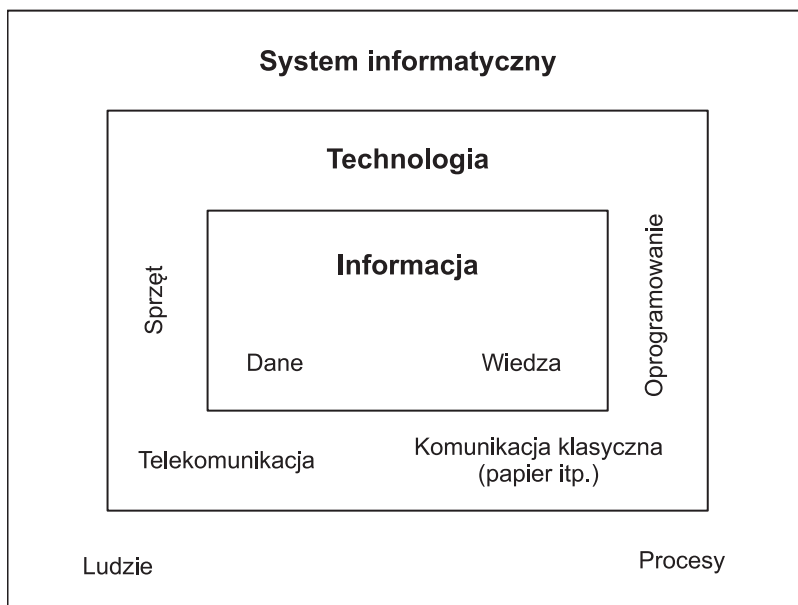 System informatyczny
Technologia
Informacja
Sprzęt
Oprogramowanie
Dane
Wiedza
Telekomunikacja
Komunikacja klasyczna
(papier itp.)
Ludzie
Procesy